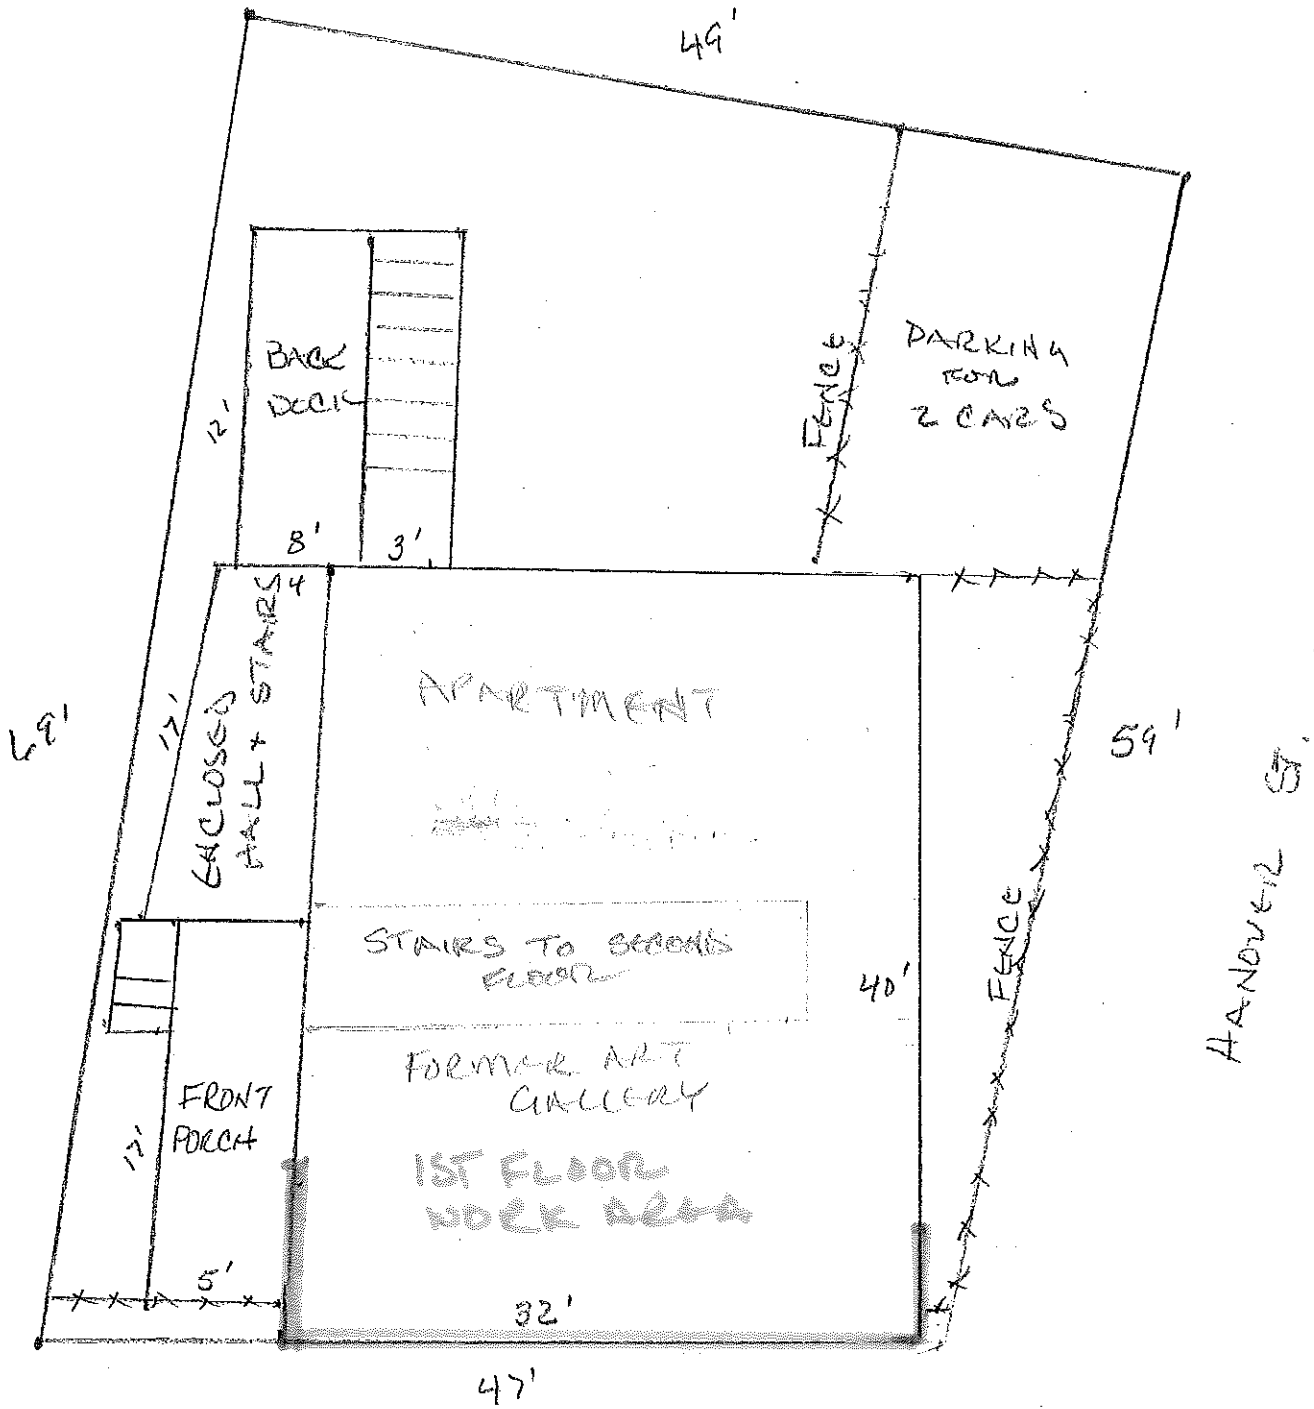 49'
BACK
DECK
12'
8'
3'
4
FENCE
PARKING
FOR
2 CARS
ENCLOSED
HALL + STAIRS
17'
APARTMENT
59'
HANOVER ST.
FENCE
STAIRS TO SECOND
FLOOR
40'
FORMER ART
GALLERY
1ST FLOOR
WORK AREA
FRONT
PORCH
17'
5'
32'
47'